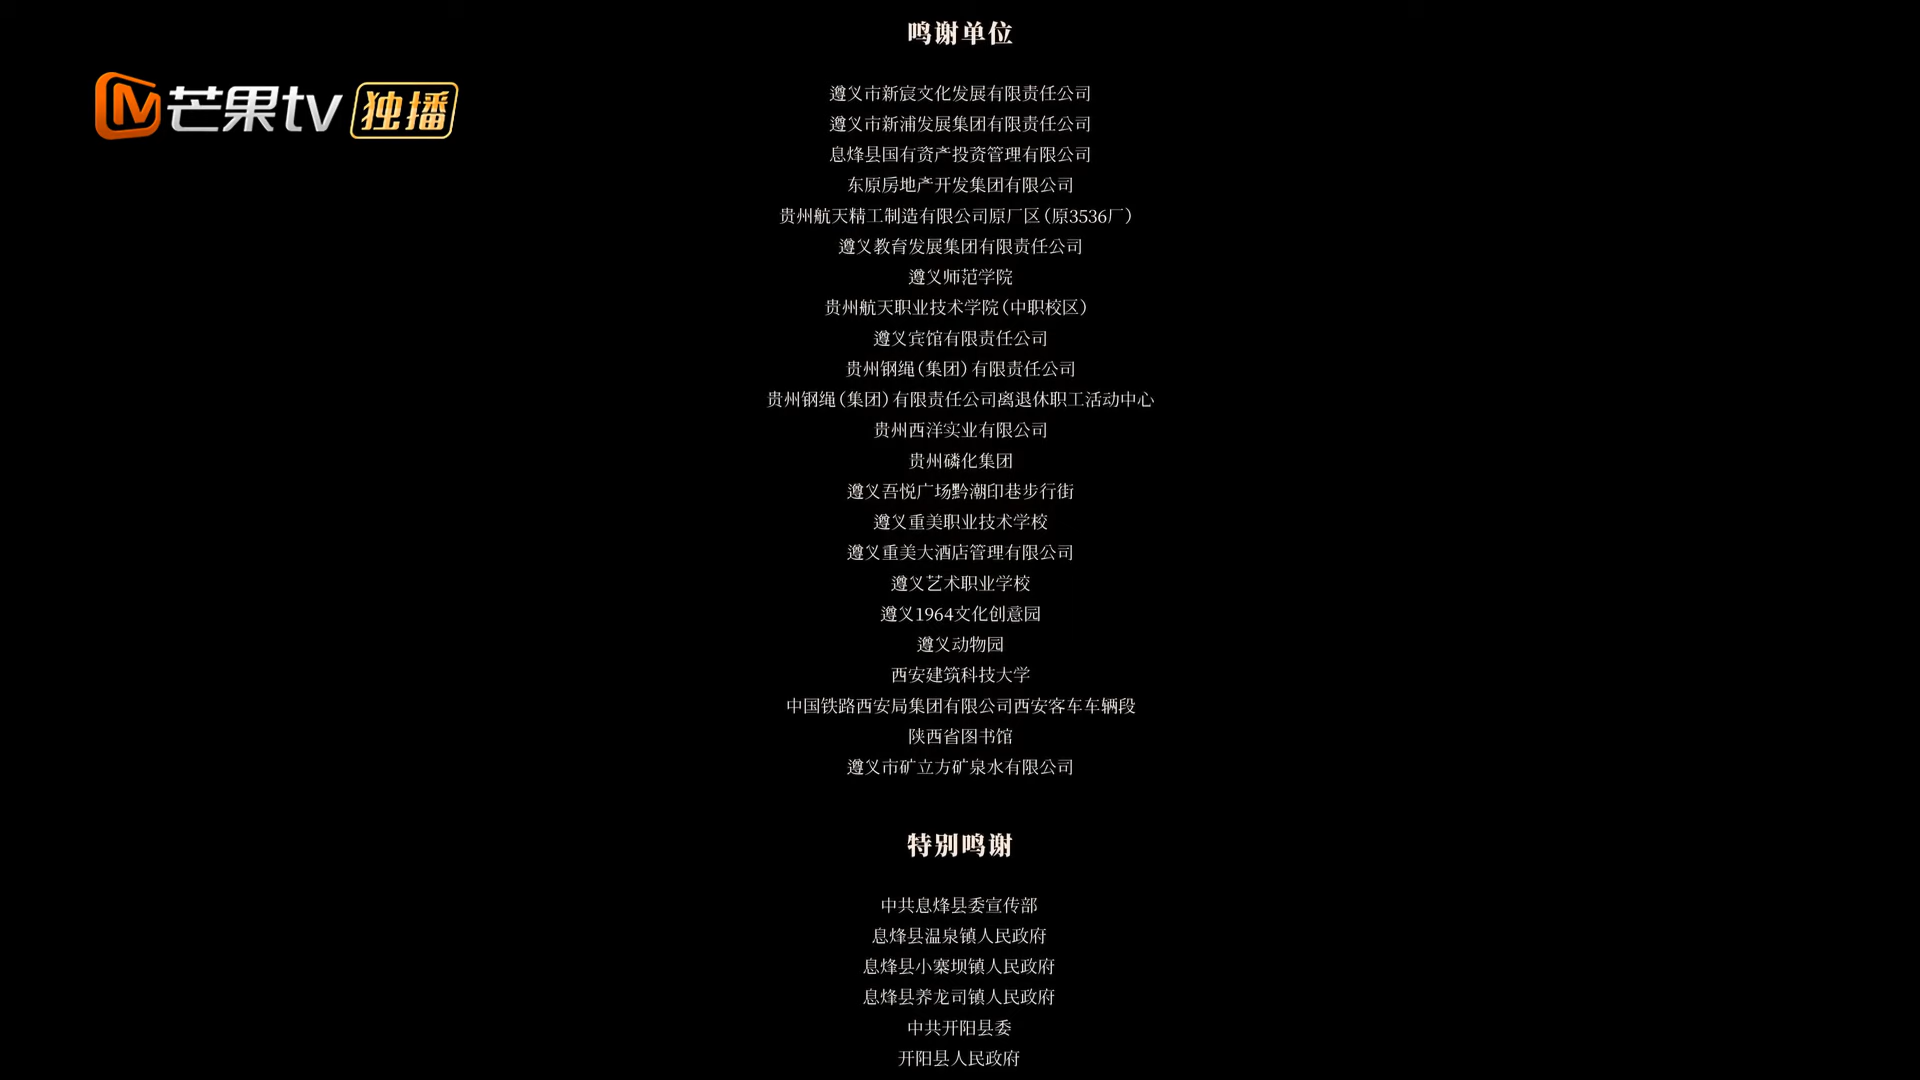 鸣谢单位
芒果tv 独播
遵义市新宸文化发展有限责任公司
遵义市新浦发展集团有限责任公司
息烽县国有资产投资管理有限公司
东原房地产开发集团有限公司
贵州航天精工制造有限公司原厂区（原3536厂）
遵义教育发展集团有限责任公司
遵义师范学院
贵州航天职业技术学院（中职校区）
遵义宾馆有限责任公司
贵州钢绳（集团）有限责任公司
贵州钢绳（集团）有限责任公司离退休职工活动中心
贵州西洋实业有限公司
贵州磷化集团
遵义吾悦广场黔潮印巷步行街
遵义重美职业技术学校
遵义重美大酒店管理有限公司
遵义艺术职业学校
遵义1964文化创意园
遵义动物园
西安建筑科技大学
中国铁路西安局集团有限公司西安客车车辆段
陕西省图书馆
遵义市矿立方矿泉水有限公司
特别鸣谢
中共息烽县委宣传部
息烽县温泉镇人民政府
息烽县小寨坝镇人民政府
息烽县养龙司镇人民政府
中共开阳县委
开阳县人民政府